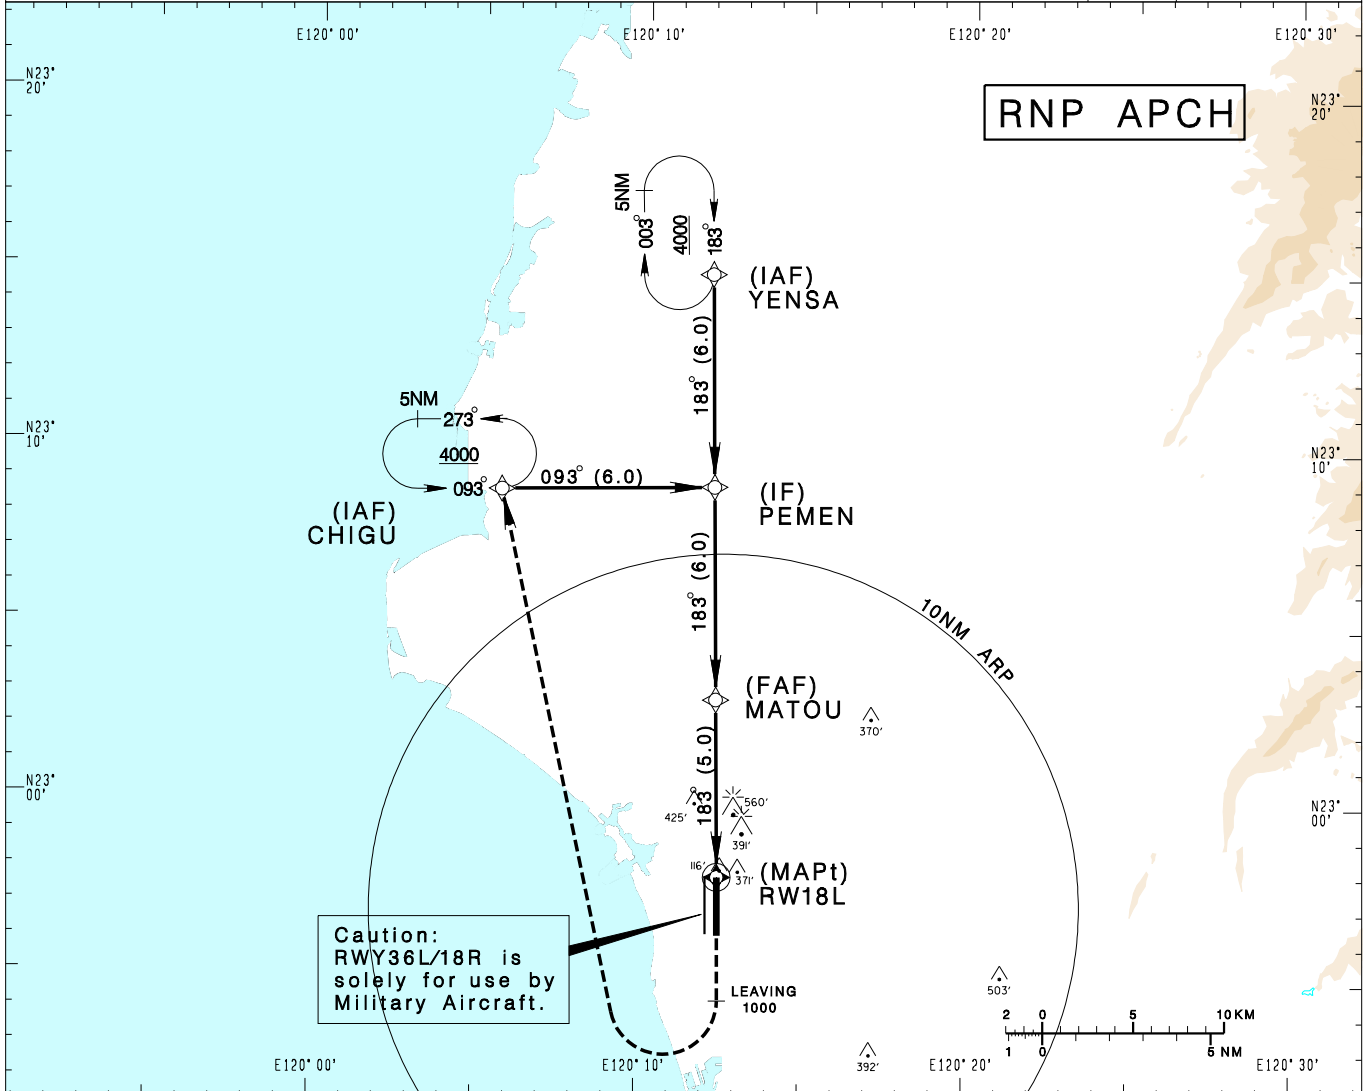 E120° 00'
E120° 10'
E120° 20'
E120° 30'
N23°
20'
N23°
20'
RNP APCH
5NM
003°
4000
183°
(IAF)
YENSA
183° (6.0)
5NM
273°
4000
093°
N23°
10'
N23°
10'
093° (6.0)
(IAF)
CHIGU
(IF)
PEMEN
183° (6.0)
10NM ARP
(FAF)
MATOU
370'
183° (5.0)
N23°
00'
N23°
00'
425'
560'
391'
116'
371'
(MAPt)
RW18L
Caution:
RWY36L/18R is
solely for use by
Military Aircraft.
LEAVING
1000
503'
2 0 5 10KM
1 0 5 NM
392'
E120° 00'
E120° 10'
E120° 20'
E120° 30'